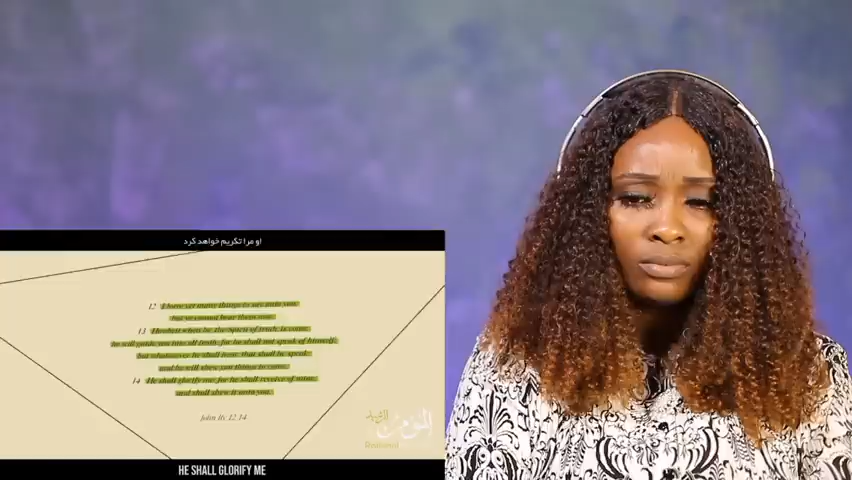 او مرا تکریم خواهد کرد
12 I have yet many things to say unto you
but ye cannot bear them now
13 Howbeit when he, the Spirit of truth, is come,
he will guide you into all truth: for he shall not speak of himself;
but whatsoever he shall hear, that shall he speak
and he will shew you things to come.
14 He shall glorify me: for he shall receive of mine,
and shall shew it unto you.
John 16: 12-14
HE SHALL GLORIFY ME